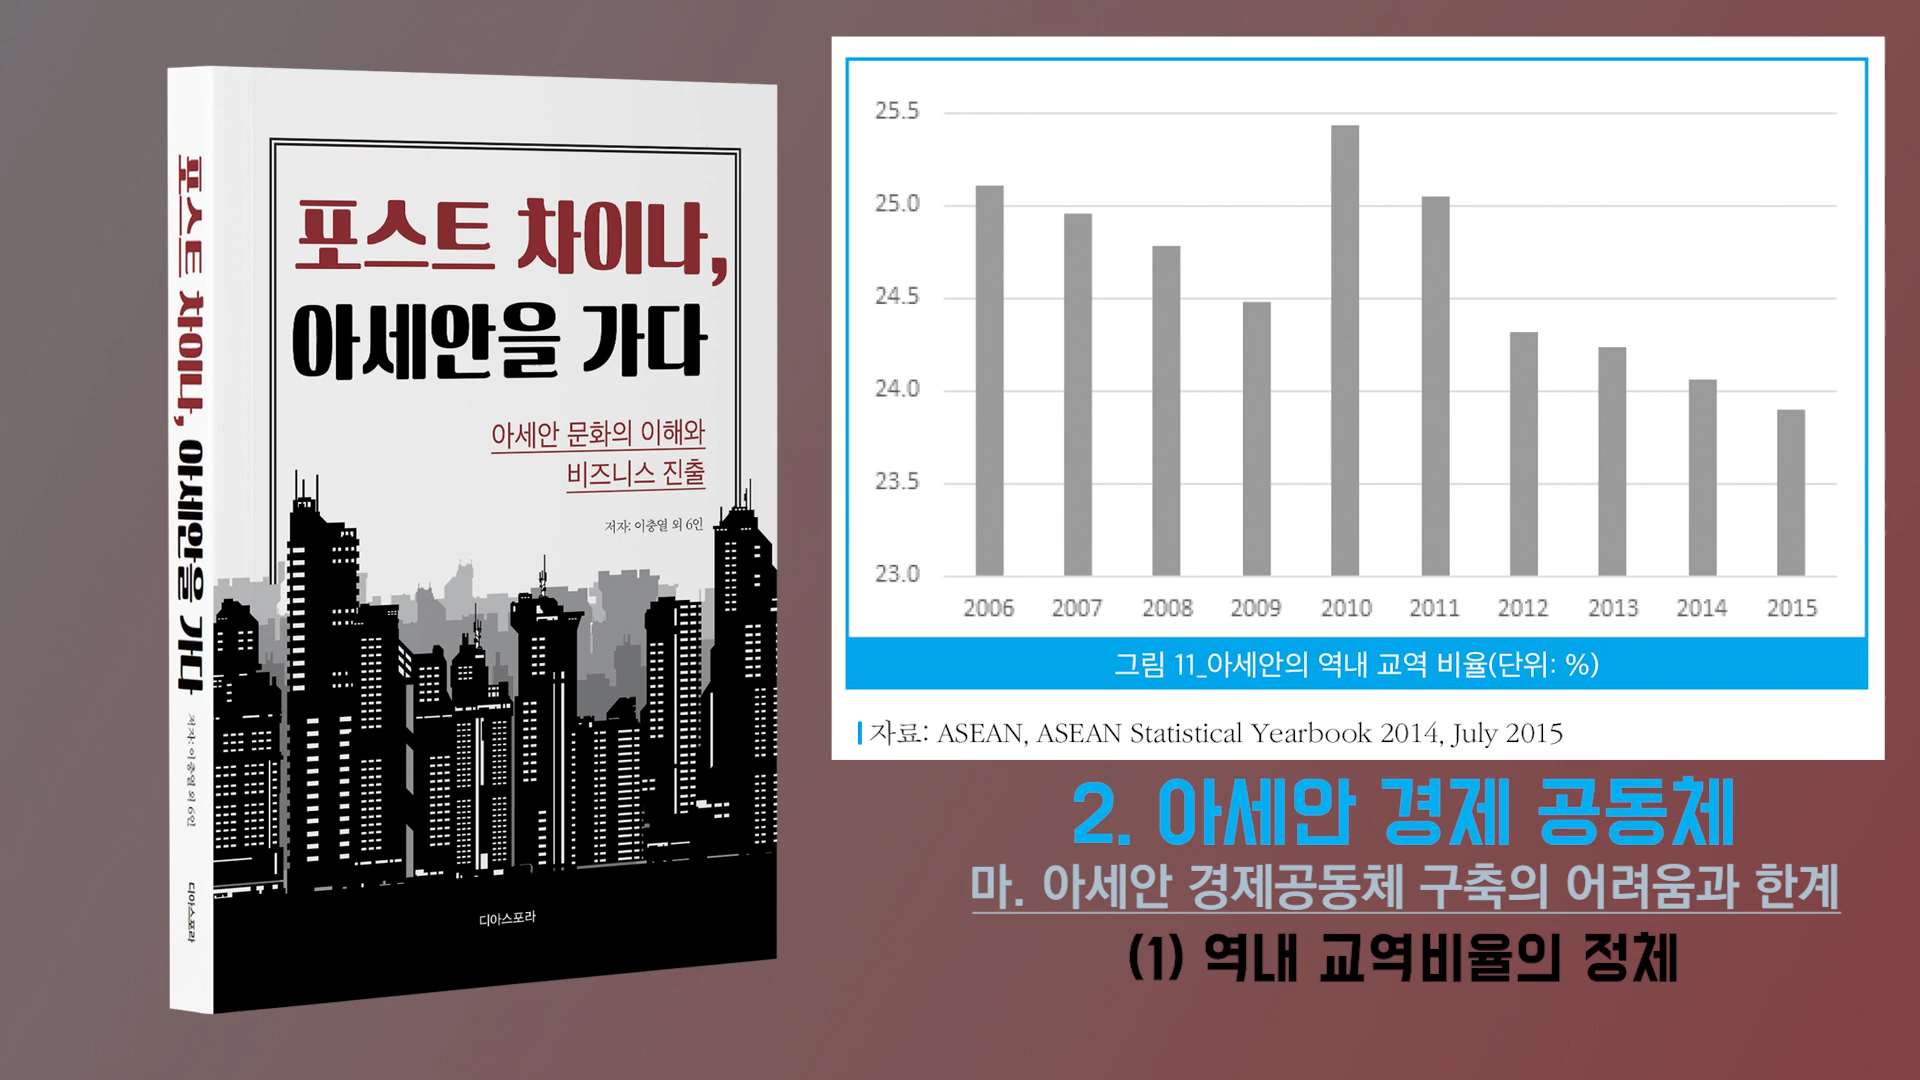 포스트 차이나, 아세안을 가다 저자: 이충열 외 6인 디아스포라
포스트 차이나,
아세안을 가다
아세안 문화의 이해와
비즈니스 진출
저자: 이충열 외 6인
디아스포라
25.5
25.0
24.5
24.0
23.5
23.0
2006 2007 2008 2009 2010 2011 2012 2013 2014 2015
그림 11_아세안의 역내 교역 비율(단위: %)
자료: ASEAN, ASEAN Statistical Yearbook 2014, July 2015
2. 아세안 경제 공동체
마. 아세안 경제공동체 구축의 어려움과 한계
(1) 역내 교역비율의 정체